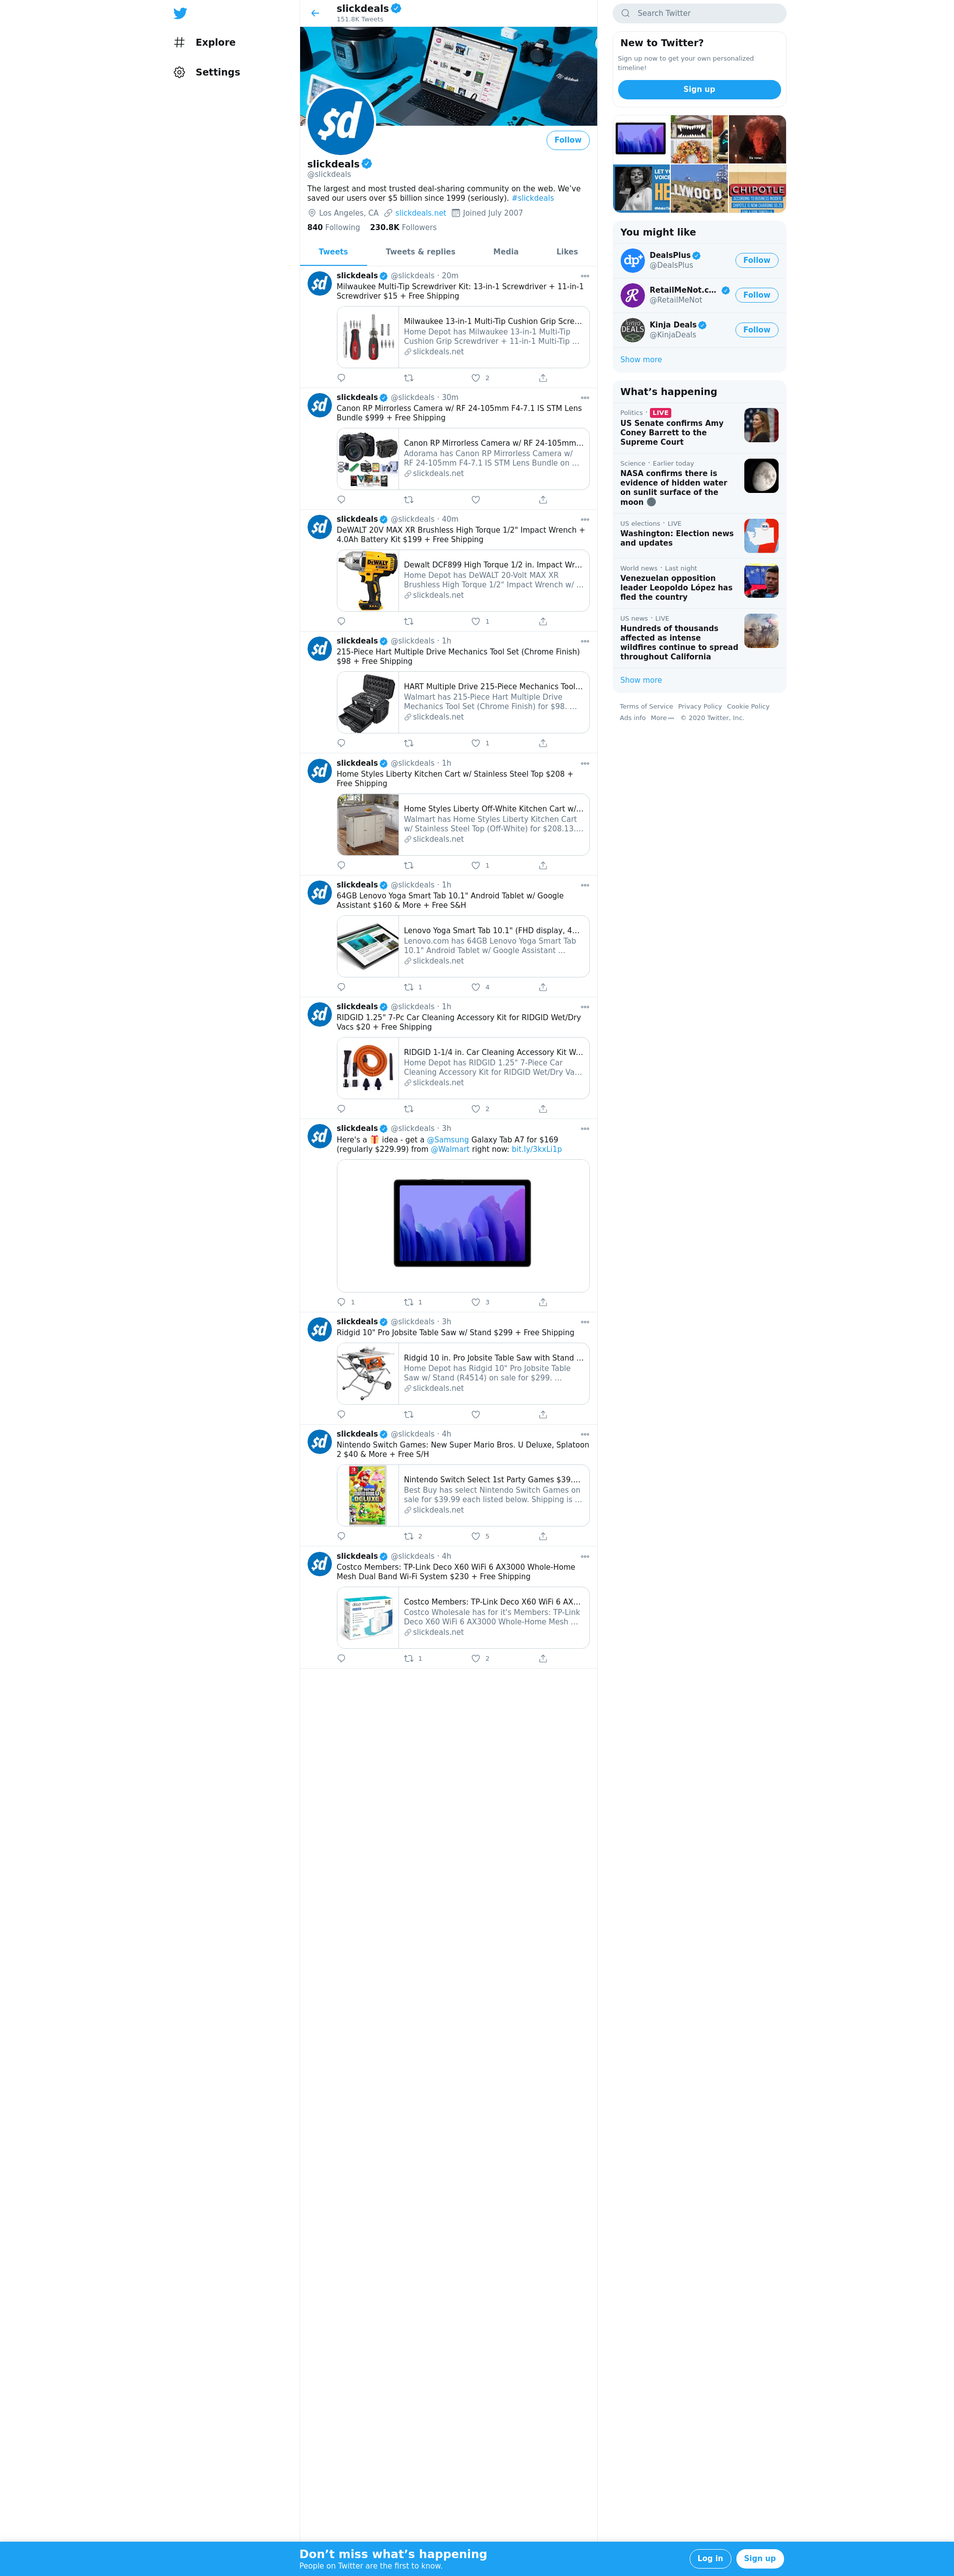 slickdeals
151.8K Tweets
Explore
Settings
$d
Follow
slickdeals
@slickdeals
The largest and most trusted deal-sharing community on the web. We've
saved our users over $5 billion since 1999 (seriously). #slickdeals
Los Angeles, CA slickdeals.net Joined July 2007
840 Following 230.8K Followers
Tweets Tweets & replies Media Likes
slickdeals @slickdeals · 20m
Milwaukee Multi-Tip Screwdriver Kit: 13-in-1 Screwdriver + 11-in-1
Screwdriver $15 + Free Shipping
Milwaukee 13-in-1 Multi-Tip Cushion Grip Scre...
Home Depot has Milwaukee 13-in-1 Multi-Tip
Cushion Grip Screwdriver + 11-in-1 Multi-Tip ...
slickdeals.net
2
slickdeals @slickdeals · 30m
Canon RP Mirrorless Camera w/ RF 24-105mm F4-7.1 IS STM Lens
Bundle $999 + Free Shipping
Canon RP Mirrorless Camera w/ RF 24-105mm...
Adorama has Canon RP Mirrorless Camera w/
RF 24-105mm F4-7.1 IS STM Lens Bundle on ...
slickdeals.net
slickdeals @slickdeals · 40m
DeWALT 20V MAX XR Brushless High Torque 1/2" Impact Wrench +
4.0Ah Battery Kit $199 + Free Shipping
Dewalt DCF899 High Torque 1/2 in. Impact Wr...
Home Depot has DeWALT 20-Volt MAX XR
Brushless High Torque 1/2" Impact Wrench w/ ...
slickdeals.net
1
slickdeals @slickdeals · 1h
215-Piece Hart Multiple Drive Mechanics Tool Set (Chrome Finish)
$98 + Free Shipping
HART Multiple Drive 215-Piece Mechanics Tool...
Walmart has 215-Piece Hart Multiple Drive
Mechanics Tool Set (Chrome Finish) for $98. ...
slickdeals.net
1
slickdeals @slickdeals · 1h
Home Styles Liberty Kitchen Cart w/ Stainless Steel Top $208 +
Free Shipping
Home Styles Liberty Off-White Kitchen Cart w/...
Walmart has Home Styles Liberty Kitchen Cart
w/ Stainless Steel Top (Off-White) for $208.13....
slickdeals.net
1
slickdeals @slickdeals · 1h
64GB Lenovo Yoga Smart Tab 10.1" Android Tablet w/ Google
Assistant $160 & More + Free S&H
Lenovo Yoga Smart Tab 10.1" (FHD display, 4...
Lenovo.com has 64GB Lenovo Yoga Smart Tab
10.1" Android Tablet w/ Google Assistant ...
slickdeals.net
1 4
slickdeals @slickdeals · 1h
RIDGID 1.25" 7-Pc Car Cleaning Accessory Kit for RIDGID Wet/Dry
Vacs $20 + Free Shipping
RIDGID 1-1/4 in. Car Cleaning Accessory Kit W...
Home Depot has RIDGID 1.25" 7-Piece Car
Cleaning Accessory Kit for RIDGID Wet/Dry Va...
slickdeals.net
2
slickdeals @slickdeals · 3h
Here's a 🎁 idea - get a @Samsung Galaxy Tab A7 for $169
(regularly $229.99) from @Walmart right now: bit.ly/3kxLi1p
1 1 3
slickdeals @slickdeals · 3h
Ridgid 10" Pro Jobsite Table Saw w/ Stand $299 + Free Shipping
Ridgid 10 in. Pro Jobsite Table Saw with Stand ...
Home Depot has Ridgid 10" Pro Jobsite Table
Saw w/ Stand (R4514) on sale for $299. ...
slickdeals.net
slickdeals @slickdeals · 4h
Nintendo Switch Games: New Super Mario Bros. U Deluxe, Splatoon
2 $40 & More + Free S/H
Nintendo Switch Select 1st Party Games $39....
Best Buy has select Nintendo Switch Games on
sale for $39.99 each listed below. Shipping is ...
slickdeals.net
2 5
slickdeals @slickdeals · 4h
Costco Members: TP-Link Deco X60 WiFi 6 AX3000 Whole-Home
Mesh Dual Band Wi-Fi System $230 + Free Shipping
Costco Members: TP-Link Deco X60 WiFi 6 AX...
Costco Wholesale has for it's Members: TP-Link
Deco X60 WiFi 6 AX3000 Whole-Home Mesh ...
slickdeals.net
1 2
Search Twitter
New to Twitter?
Sign up now to get your own personalized
timeline!
Sign up
CHIPOTLE
You might like
DealsPlus
@DealsPlus
Follow
RetailMeNot.c...
@RetailMeNot
Follow
Kinja Deals
@KinjaDeals
Follow
Show more
What's happening
Politics · LIVE
US Senate confirms Amy
Coney Barrett to the
Supreme Court
Science · Earlier today
NASA confirms there is
evidence of hidden water
on sunlit surface of the
moon 🌑
US elections · LIVE
Washington: Election news
and updates
World news · Last night
Venezuelan opposition
leader Leopoldo López has
fled the country
US news · LIVE
Hundreds of thousands
affected as intense
wildfires continue to spread
throughout California
Show more
Terms of Service Privacy Policy Cookie Policy
Ads info More © 2020 Twitter, Inc.
Don't miss what's happening
People on Twitter are the first to know.
Log in
Sign up